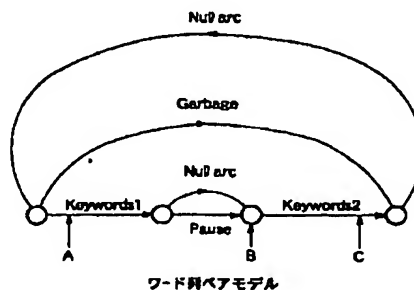 Null arc
Garbage
Null arc
Keywords1
Keywords2
Pause
A
B
C
ワード列ペアモデル